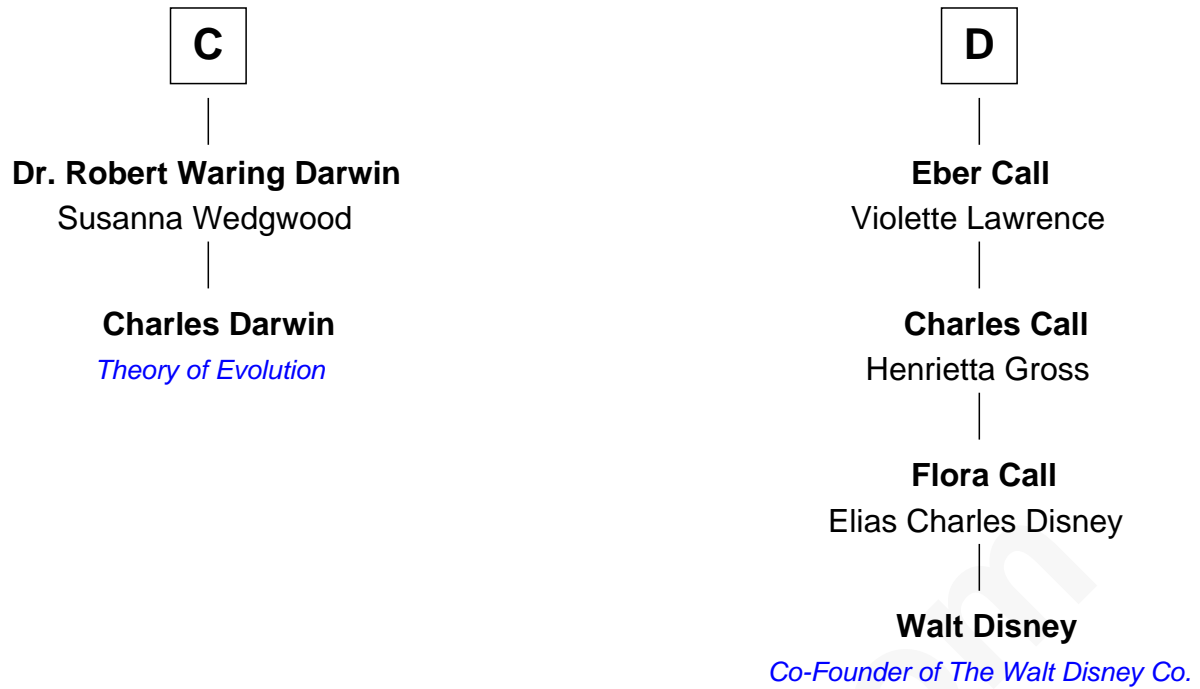 C
Dr. Robert Waring Darwin
Susanna Wedgwood
Charles Darwin
Theory of Evolution
D
Eber Call
Violette Lawrence
Charles Call
Henrietta Gross
Flora Call
Elias Charles Disney
Walt Disney
Co-Founder of The Walt Disney Co.
om